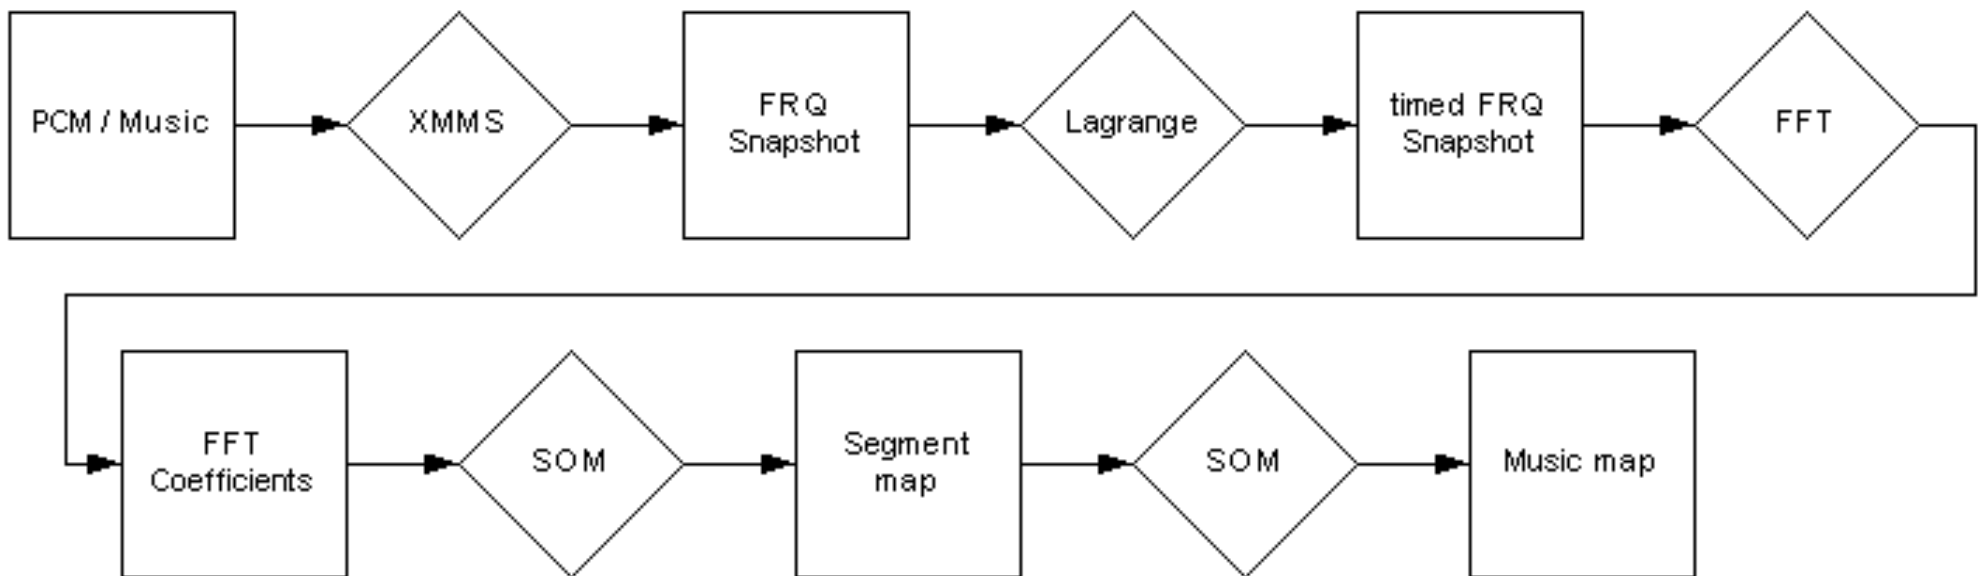 PCM / Music
XMMS
FRQ
Snapshot
Lagrange
timed FRQ
Snapshot
FFT
FFT
Coefficients
SOM
Segment
map
SOM
Music map